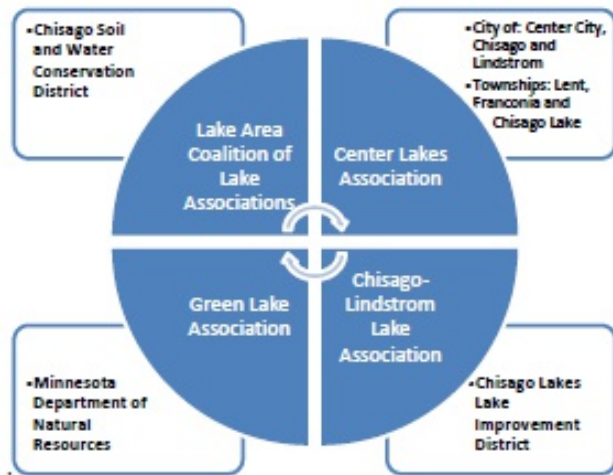 •Chisago Soil
and Water
Conservation
District
•City of: Center City,
Chisago and
Lindstrom
•Townships: Lent,
Franconia and
Chisago Lake
Lake Area
Coalition of
Lake
Associations
Center Lakes
Association
Green Lake
Association
Chisago-
Lindstrom
Lake
Association
•Minnesota
Department of
Natural
Resources
•Chisago Lakes
Lake
Improvement
District